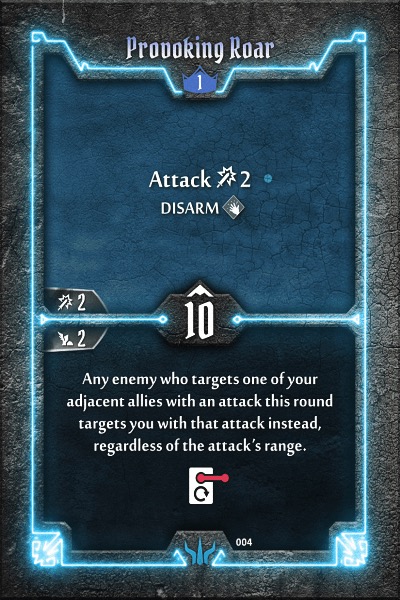 Provoking Roar
1
Attack 2
DISARM
2
10
2
Any enemy who targets one of your
adjacent allies with an attack this round
targets you with that attack instead,
regardless of the attack's range.
004